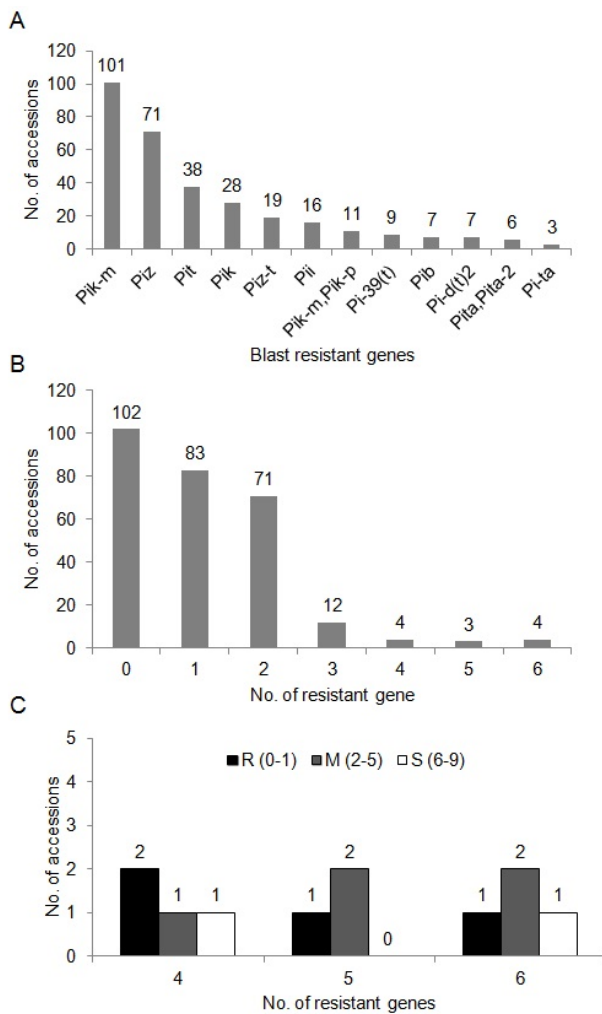 A
No. of accessions
120
100
80
60
40
20
0
101
71
38
28
19
16
11
9
7
7
6
3
Pik-m
Piz
Pit
Pik
Piz-t
Pii
Pik-m,Pik-p
Pi-39(t)
Pib
Pi-d(t)2
Pita,Pita-2
Pi-ta
Blast resistant genes
B
No. of accessions
120
100
80
60
40
20
0
102
83
71
12
4
3
4
0 1 2 3 4 5 6
No. of resistant gene
C
No. of accessions
5
4
3
2
1
0
R (0-1) M (2-5) S (6-9)
2
1
1
1
2
0
1
2
1
4 5 6
No. of resistant genes